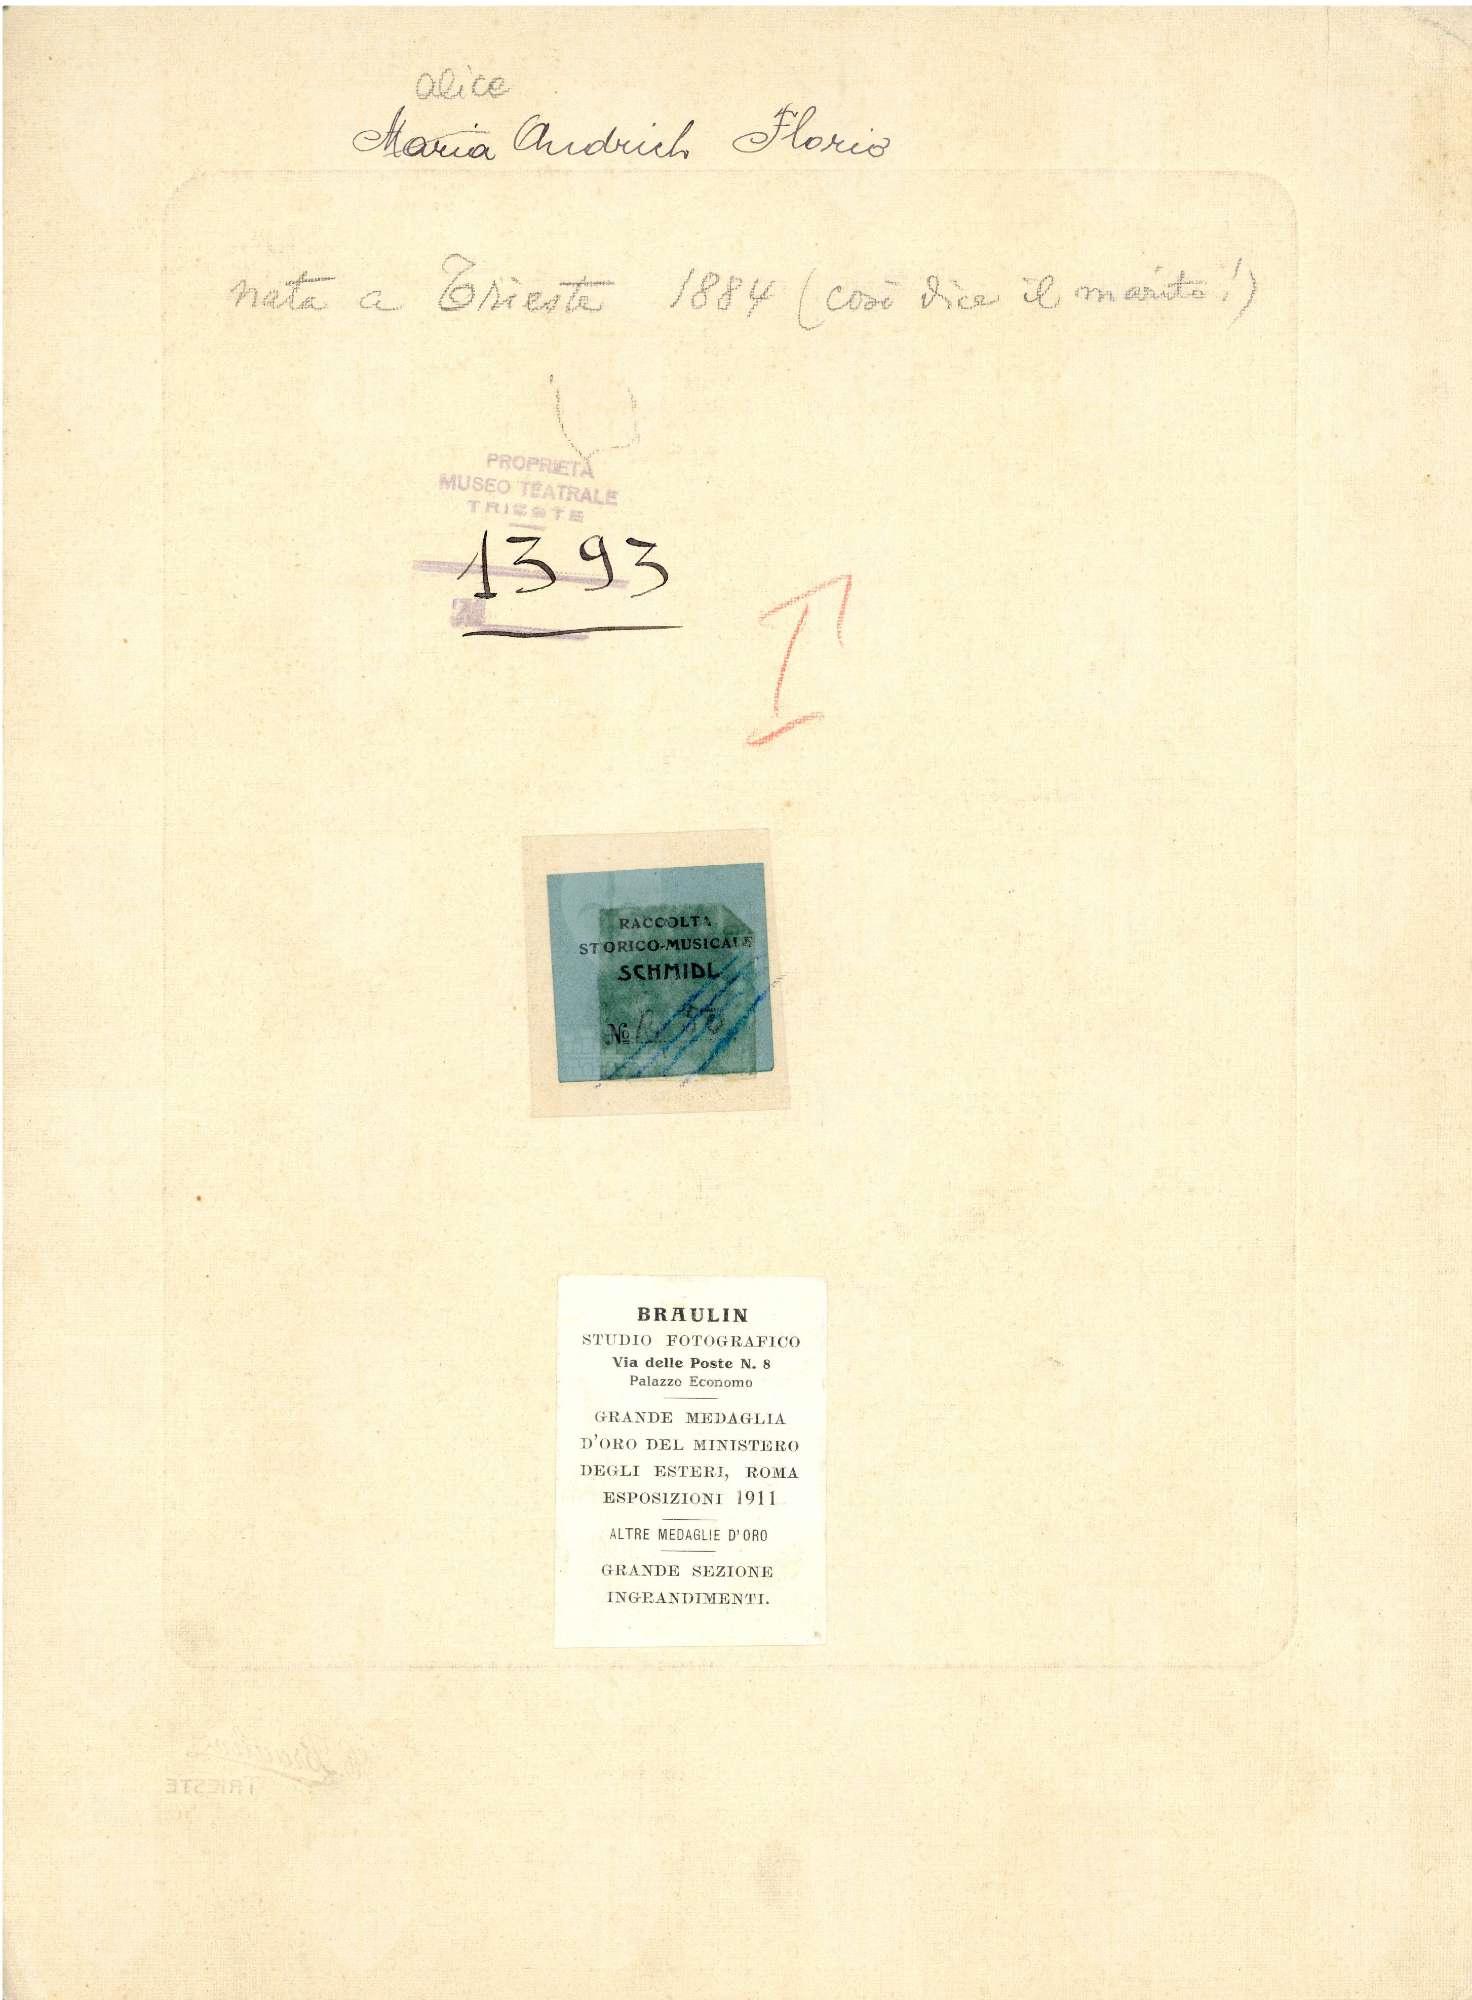 alice
Maria Andrich Florio
nata a Trieste 1884 (così dice il marito!)
PROPRIETÀ
MUSEO TEATRALE
TRIESTE
1393
I
RACCOLTA
STORICO-MUSICALE
SCHMIDL
No
BRAULIN
STUDIO FOTOGRAFICO
Via delle Poste N. 8
Palazzo Economo
GRANDE MEDAGLIA
D'ORO DEL MINISTERO
DEGLI ESTERI, ROMA
ESPOSIZIONI 1911
ALTRE MEDAGLIE D'ORO
GRANDE SEZIONE
INGRANDIMENTI.
Braulin
TRIESTE